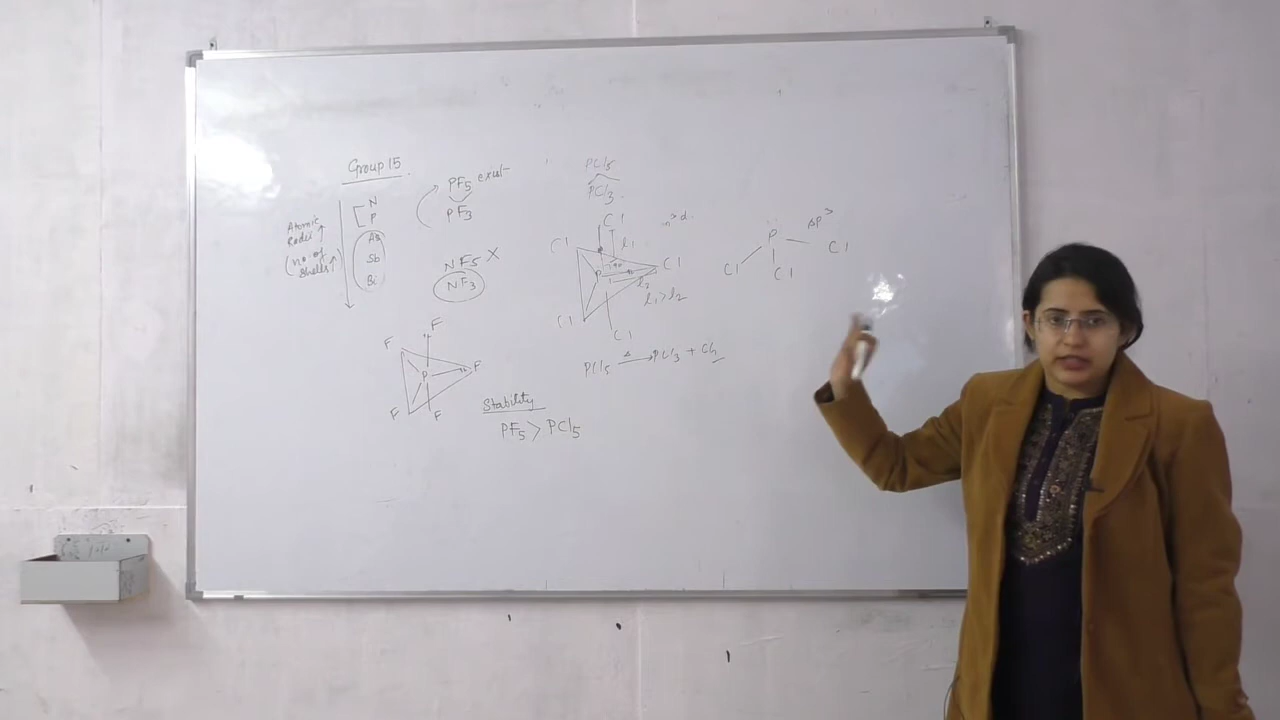 Group 15
N
P
As
Sb
Bi
Atomic
Radii ↑
(no. of
shells ↑)
PF₅ exist
PF₃
NF₅ X
NF₃
F
F
P
F
F
F
Stability
PF₅ > PCl₅
PCl₅
PCl₃
Cl
Cl
l₁
90
P
Cl
l₂
l₁ > l₂
Cl
Cl
PCl₅ →Δ PCl₃ + Cl₂
P
Cl
Cl
Cl